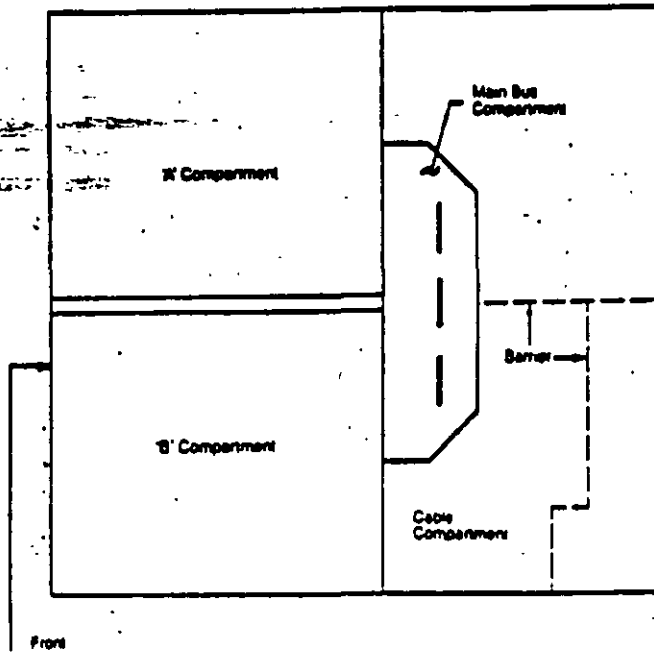 Main Bus
Compartment
'A' Compartment
Barrier
'B' Compartment
Cable
Compartment
Front